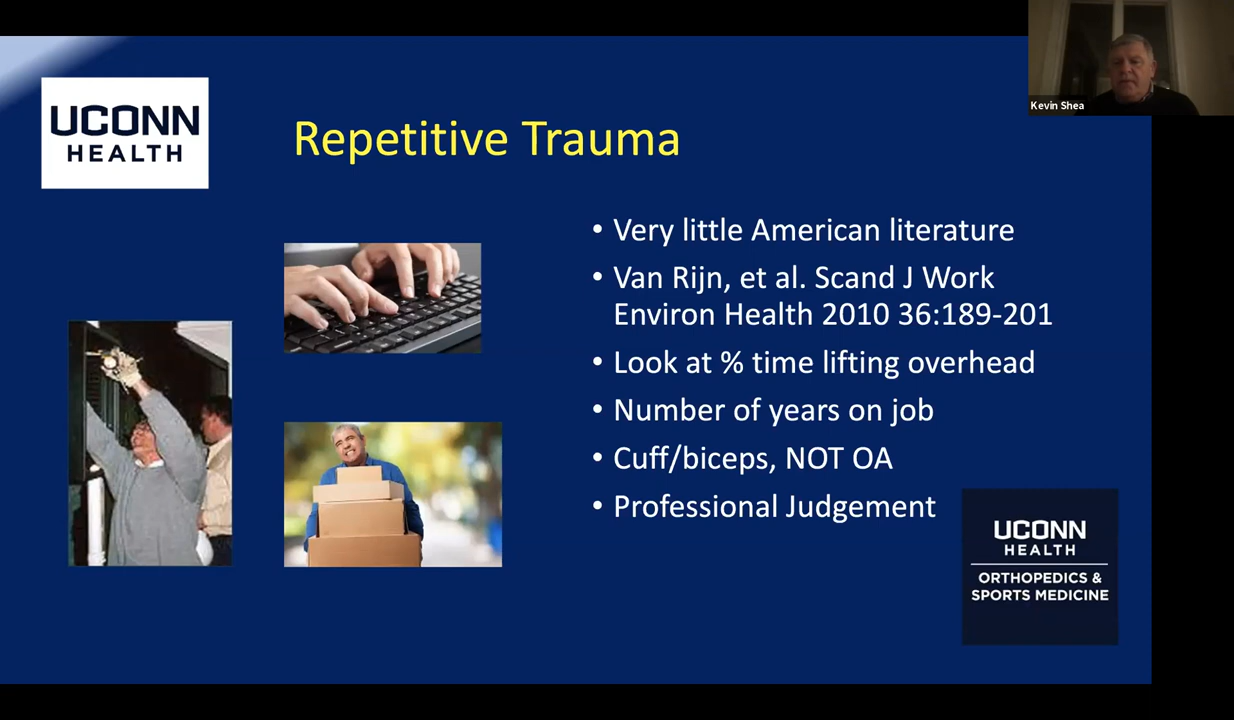 Kevin Shea
UCONN
HEALTH
Repetitive Trauma
• Very little American literature
• Van Rijn, et al. Scand J Work
Environ Health 2010 36:189-201
• Look at % time lifting overhead
• Number of years on job
• Cuff/biceps, NOT OA
• Professional Judgement
UCONN
HEALTH
ORTHOPEDICS &
SPORTS MEDICINE